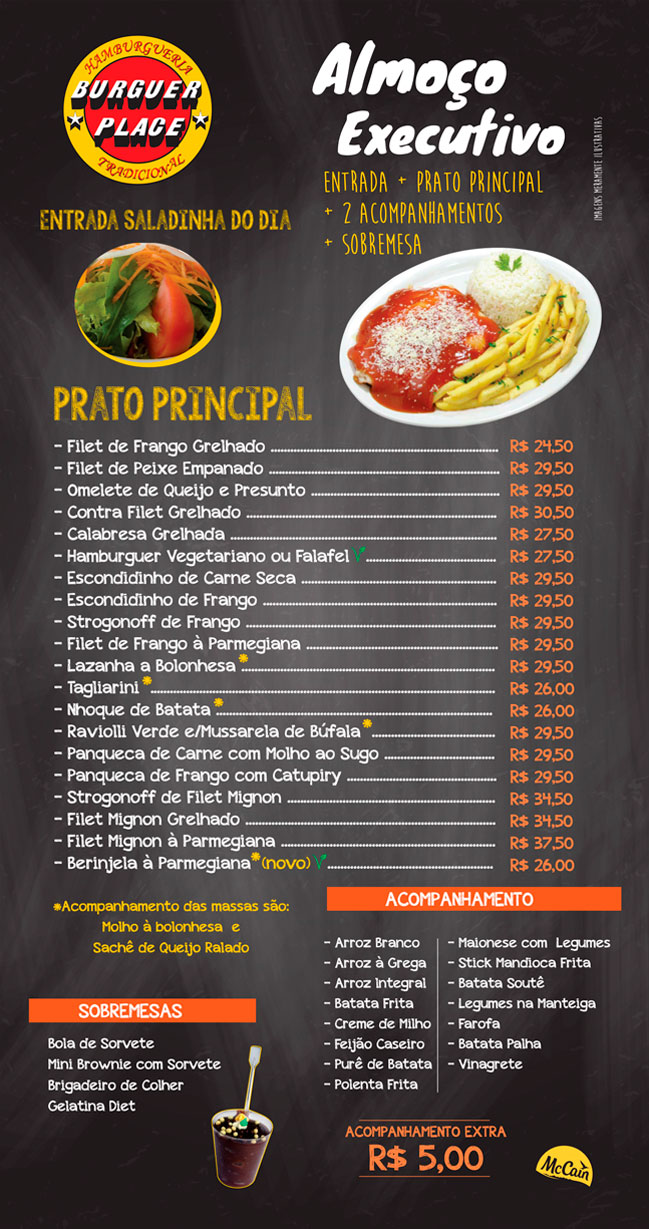 HAMBURGUERIA
BURGUER
PLACE
TRADICIONAL
Almoço
Executivo
ENTRADA + PRATO PRINCIPAL
+ 2 ACOMPANHAMENTOS
+ SOBREMESA
IMAGENS MERAMENTE ILUSTRATIVAS
ENTRADA SALADINHA DO DIA
PRATO PRINCIPAL
- Filet de Frango Grelhado R$ 24,50
- Filet de Peixe Empanado R$ 29,50
- Omelete de Queijo e Presunto R$ 29,50
- Contra Filet Grelhado R$ 30,50
- Calabresa Grelhada R$ 27,50
- Hamburguer Vegetariano ou Falafel R$ 27,50
- Escondidinho de Carne Seca R$ 29,50
- Escondidinho de Frango R$ 29,50
- Strogonoff de Frango R$ 29,50
- Filet de Frango à Parmegiana R$ 29,50
- Lazanha a Bolonhesa* R$ 29,50
- Tagliarini* R$ 26,00
- Nhoque de Batata* R$ 26,00
- Raviolli Verde e/Mussarela de Búfala* R$ 29,50
- Panqueca de Carne com Molho ao Sugo R$ 29,50
- Panqueca de Frango com Catupiry R$ 29,50
- Strogonoff de Filet Mignon R$ 34,50
- Filet Mignon Grelhado R$ 34,50
- Filet Mignon à Parmegiana R$ 37,50
- Berinjela à Parmegiana* (novo) R$ 26,00
*Acompanhamento das massas são:
Molho à bolonhesa e
Sachê de Queijo Ralado
ACOMPANHAMENTO
- Arroz Branco
- Arroz à Grega
- Arroz Integral
- Batata Frita
- Creme de Milho
- Feijão Caseiro
- Purê de Batata
- Polenta Frita
- Maionese com Legumes
- Stick Mandioca Frita
- Batata Soutê
- Legumes na Manteiga
- Farofa
- Batata Palha
- Vinagrete
SOBREMESAS
Bola de Sorvete
Mini Brownie com Sorvete
Brigadeiro de Colher
Gelatina Diet
ACOMPANHAMENTO EXTRA
R$ 5,00
McCain